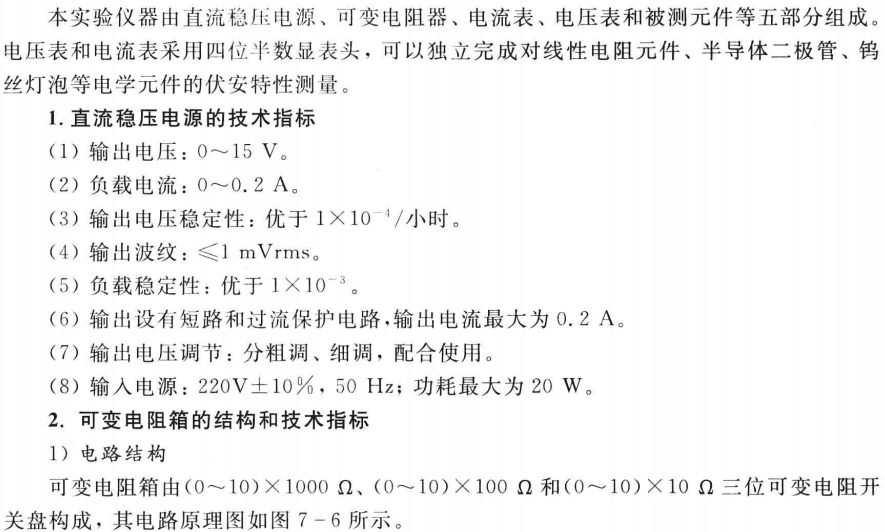 本实验仪器由直流稳压电源、可变电阻器、电流表、电压表和被测元件等五部分组成。
电压表和电流表采用四位半数显表头，可以独立完成对线性电阻元件、半导体二极管、钨
丝灯泡等电学元件的伏安特性测量。
1. 直流稳压电源的技术指标
（1）输出电压：0～15 V。
（2）负载电流：0～0.2 A。
（3）输出电压稳定性：优于 1×10⁻⁴/小时。
（4）输出波纹：≤1 mVrms。
（5）负载稳定性：优于 1×10⁻³。
（6）输出设有短路和过流保护电路，输出电流最大为 0.2 A。
（7）输出电压调节：分粗调、细调，配合使用。
（8）输入电源：220V±10%，50 Hz；功耗最大为 20 W。
2. 可变电阻箱的结构和技术指标
1）电路结构
可变电阻箱由(0～10)×1000 Ω、(0～10)×100 Ω 和(0～10)×10 Ω 三位可变电阻开
关盘构成，其电路原理图如图 7-6 所示。